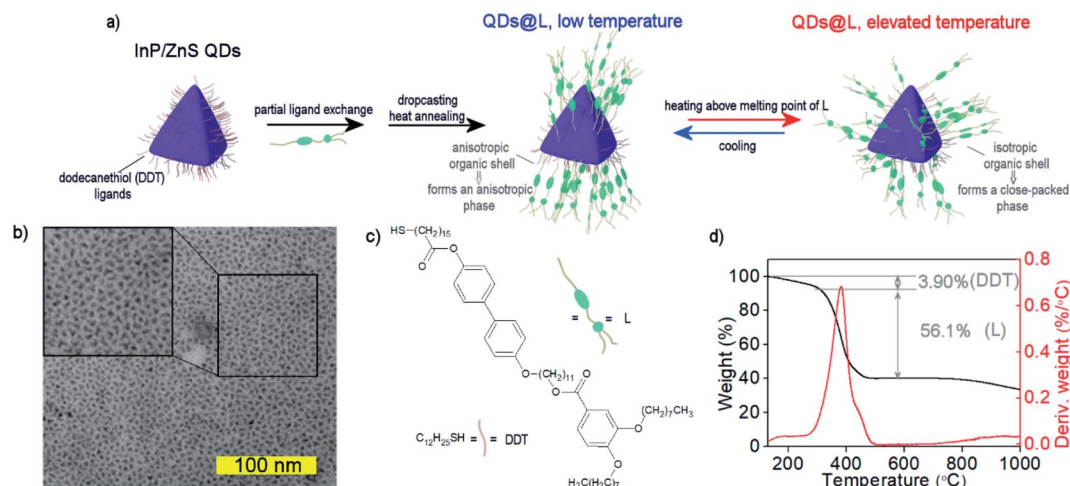 a)
InP/ZnS QDs
dodecanethiol (DDT)
ligands
partial ligand exchange
dropcasting
heat annealing
QDs@L, low temperature
anisotropic
organic shell
⇓
forms an anisotropic
phase
heating above melting point of L
cooling
QDs@L, elevated temperature
isotropic
organic shell
⇓
forms a close-packed
phase
b)
100 nm
c)
HS (CH2)15
O
O
O
(CH2)11
O
O
O (CH2)7CH3
O
H3C(H2C)7
= = L
C12H25SH = = DDT
d)
Weight (%)
100
80
60
40
20
0
3.90%(DDT)
56.1% (L)
200 400 600 800 1000
Temperature (°C)
0.8
0.6
0.4
0.2
0.0
Deriv. weight (%/°C)